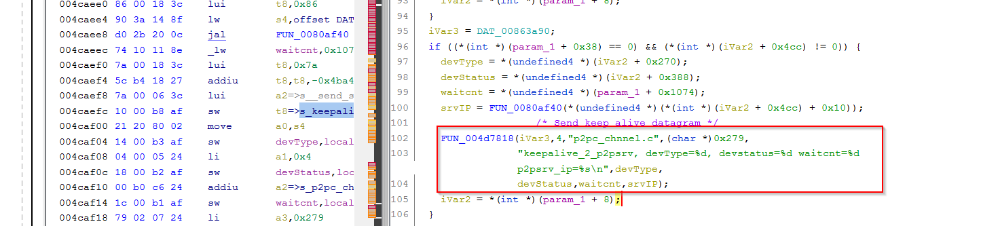 004caee0 86 00 18 3c lui t8,0x86
004caee4 90 3a 14 8f lw s4,offset DAT
004caee8 d0 2b 20 0c jal FUN_0080af40
004caeec 74 10 11 8e _lw waitcnt,0x107
004caef0 7a 00 18 3c lui t8,0x7a
004caef4 5c b4 18 27 addiu t8,t8,-0x4ba4
004caef8 7a 00 06 3c lui a2=>s__send_s
004caefc 10 00 b8 af sw t8=>s_keepali
004caf00 21 20 80 02 move a0,s4
004caf04 14 00 b3 af sw devType,local
004caf08 04 00 05 24 li a1,0x4
004caf0c 18 00 b2 af sw devStatus,loc
004caf10 00 b0 c6 24 addiu a2=>s_p2pc_ch
004caf14 1c 00 b1 af sw waitcnt,local
004caf18 79 02 07 24 li a3,0x279
93 iVar2 = *(int *)(param_1 + 8);
94 }
95 iVar3 = DAT_00863a90;
96 if ((*(int *)(param_1 + 0x38) == 0) && (*(int *)(iVar2 + 0x4cc) != 0)) {
97 devType = *(undefined4 *)(iVar2 + 0x270);
98 devStatus = *(undefined4 *)(iVar2 + 0x388);
99 waitcnt = *(undefined4 *)(param_1 + 0x1074);
100 srvIP = FUN_0080af40(*(undefined4 *)(*(int *)(iVar2 + 0x4cc) + 0x10));
101 /* Send keep alive datagram */
102 FUN_004d7818(iVar3,4,"p2pc_chnnel.c",(char *)0x279,
103 "keepalive_2_p2psrv, devType=%d, devstatus=%d waitcnt=%d
p2psrv_ip=%s\n",devType,
104 devStatus,waitcnt,srvIP);
105 iVar2 = *(int *)(param_1 + 8);
106 }